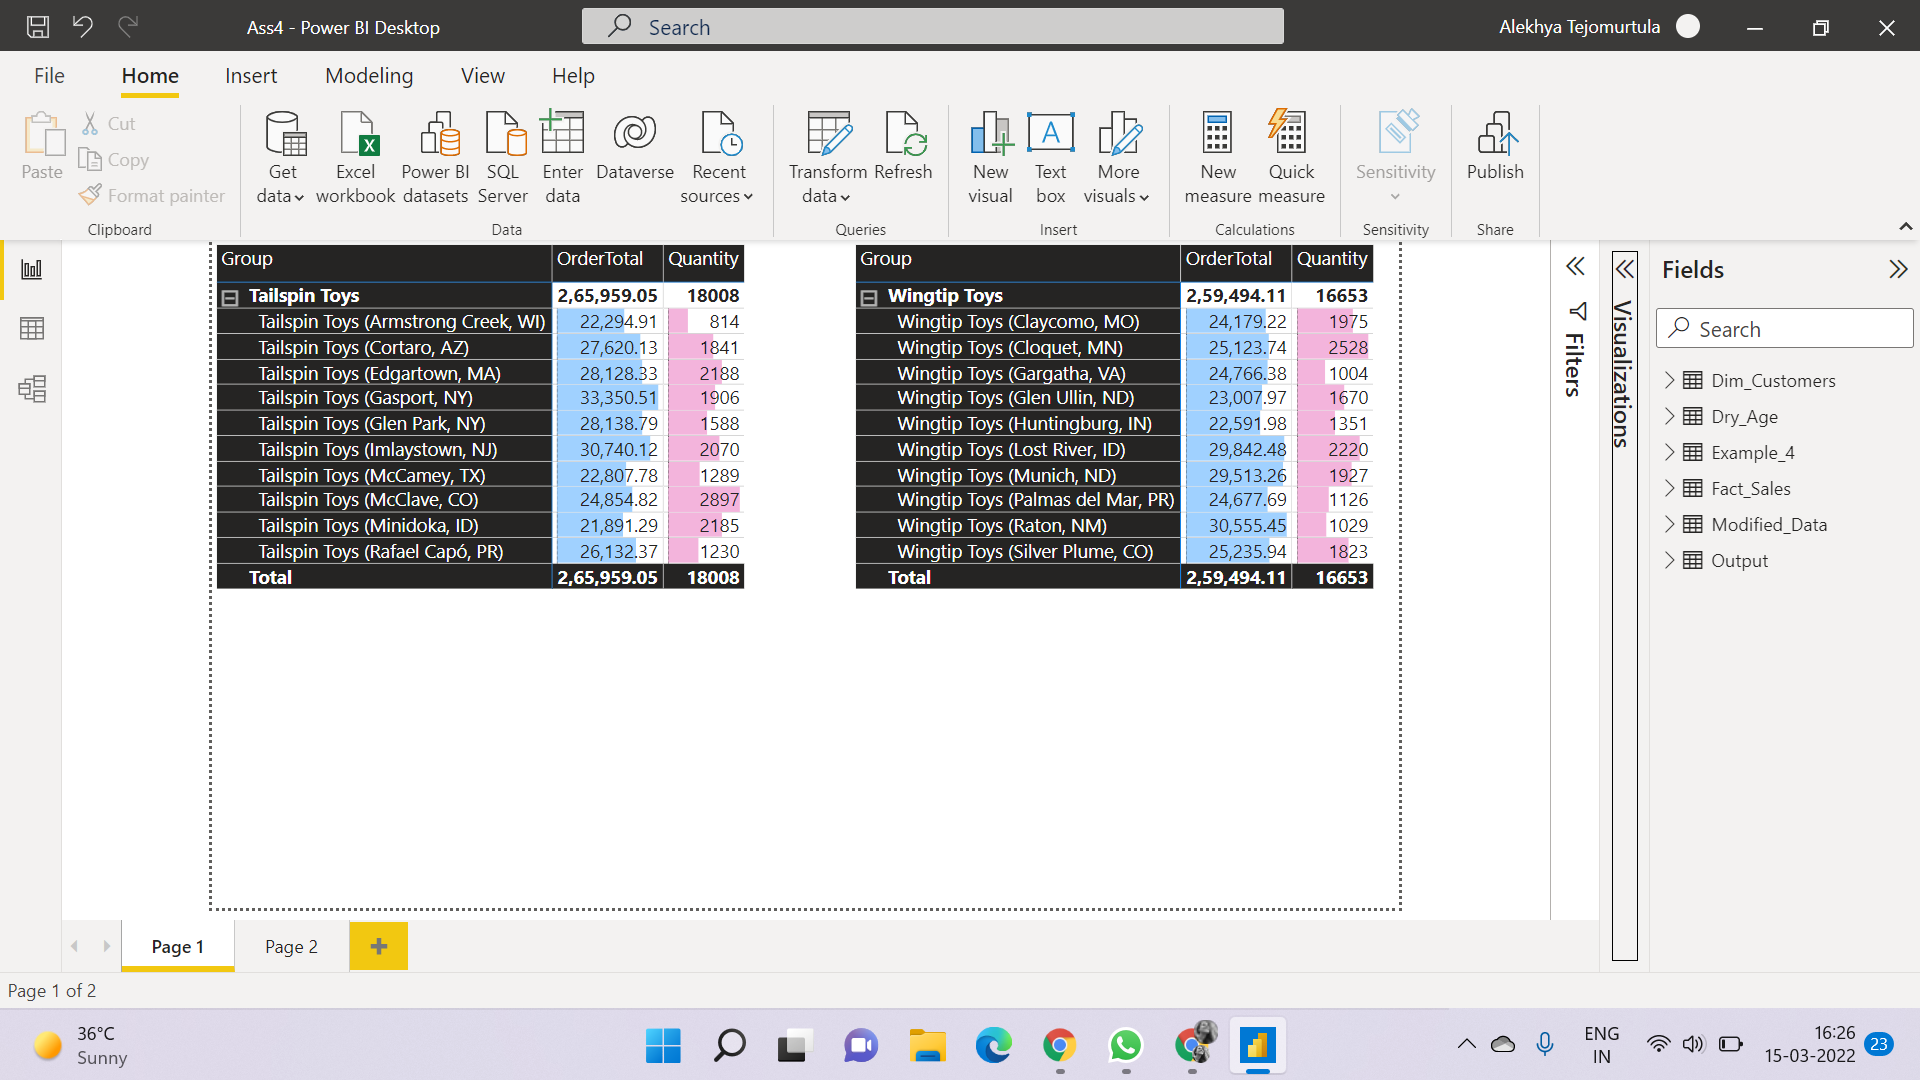 Ass4 - Power BI Desktop
Search
Alekhya Tejomurtula
File Home Insert Modeling View Help
Paste
Cut
Copy
Format painter
Clipboard
Get data
Excel workbook
Power BI datasets
SQL Server
Enter data
Dataverse
Recent sources
Data
Transform data
Refresh
Queries
New visual
Text box
More visuals
Insert
New measure
Quick measure
Calculations
Sensitivity
Sensitivity
Publish
Share
Group OrderTotal Quantity
Tailspin Toys 2,65,959.05 18008
Tailspin Toys (Armstrong Creek, WI) 22,294.91 814
Tailspin Toys (Cortaro, AZ) 27,620.13 1841
Tailspin Toys (Edgartown, MA) 28,128.33 2188
Tailspin Toys (Gasport, NY) 33,350.51 1906
Tailspin Toys (Glen Park, NY) 28,138.79 1588
Tailspin Toys (Imlaystown, NJ) 30,740.12 2070
Tailspin Toys (McCamey, TX) 22,807.78 1289
Tailspin Toys (McClave, CO) 24,854.82 2897
Tailspin Toys (Minidoka, ID) 21,891.29 2185
Tailspin Toys (Rafael Capó, PR) 26,132.37 1230
Total 2,65,959.05 18008
Group OrderTotal Quantity
Wingtip Toys 2,59,494.11 16653
Wingtip Toys (Claycomo, MO) 24,179.22 1975
Wingtip Toys (Cloquet, MN) 25,123.74 2528
Wingtip Toys (Gargatha, VA) 24,766.38 1004
Wingtip Toys (Glen Ullin, ND) 23,007.97 1670
Wingtip Toys (Huntingburg, IN) 22,591.98 1351
Wingtip Toys (Lost River, ID) 29,842.48 2220
Wingtip Toys (Munich, ND) 29,513.26 1927
Wingtip Toys (Palmas del Mar, PR) 24,677.69 1126
Wingtip Toys (Raton, NM) 30,555.45 1029
Wingtip Toys (Silver Plume, CO) 25,235.94 1823
Total 2,59,494.11 16653
Filters
Visualizations
Fields
Search
Dim_Customers
Dry_Age
Example_4
Fact_Sales
Modified_Data
Output
Page 1 Page 2
Page 1 of 2
36°C
Sunny
ENG
IN
16:26
15-03-2022
23